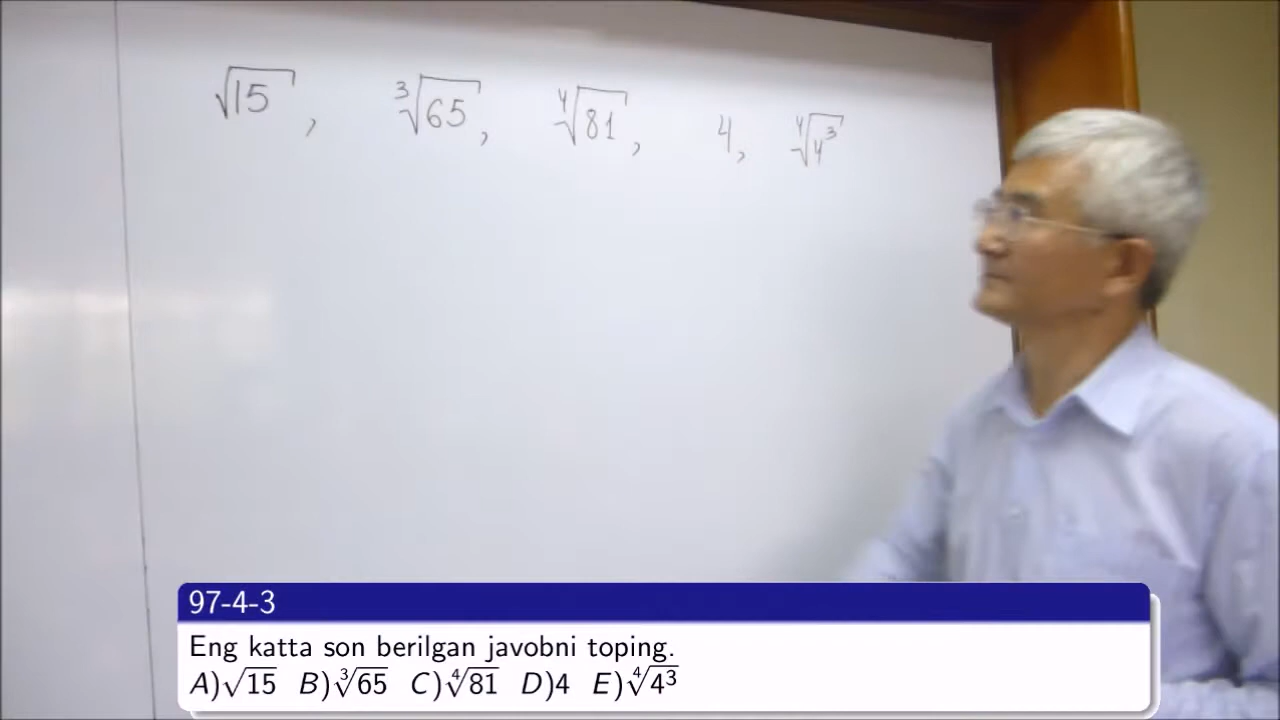 √15, ∛65, ∜81, 4, ∜4³
97-4-3
Eng katta son berilgan javobni toping.
A)√15 B)∛65 C)∜81 D)4 E)∜4³